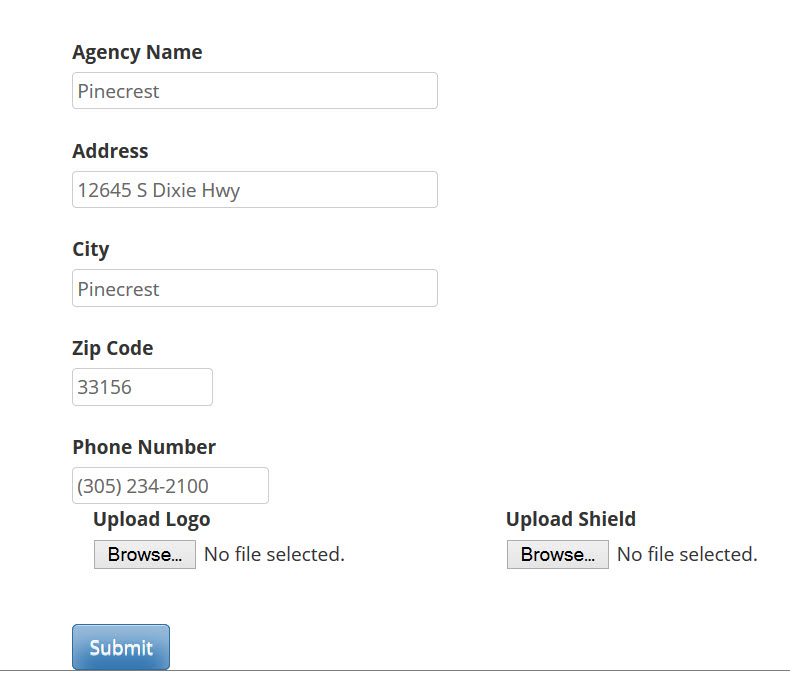 Agency Name
Pinecrest
Address
12645 S Dixie Hwy
City
Pinecrest
Zip Code
33156
Phone Number
(305) 234-2100
Upload Logo Upload Shield
Browse... No file selected. Browse... No file selected.
Submit